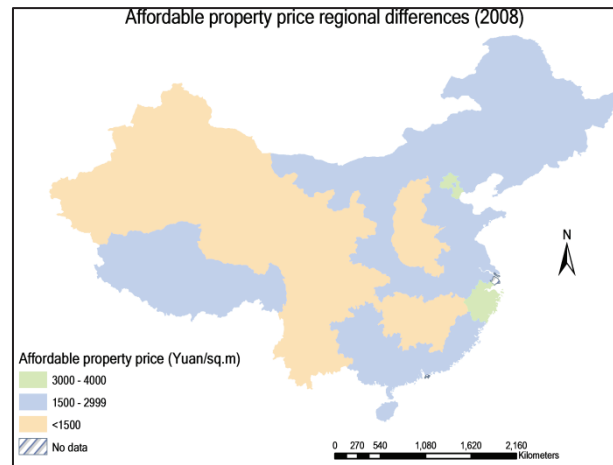 Affordable property price regional differences (2008)
N
Affordable property price (Yuan/sq.m)
3000 - 4000
1500 - 2999
<1500
No data
0 270 540 1,080 1,620 2,160
Kilometers